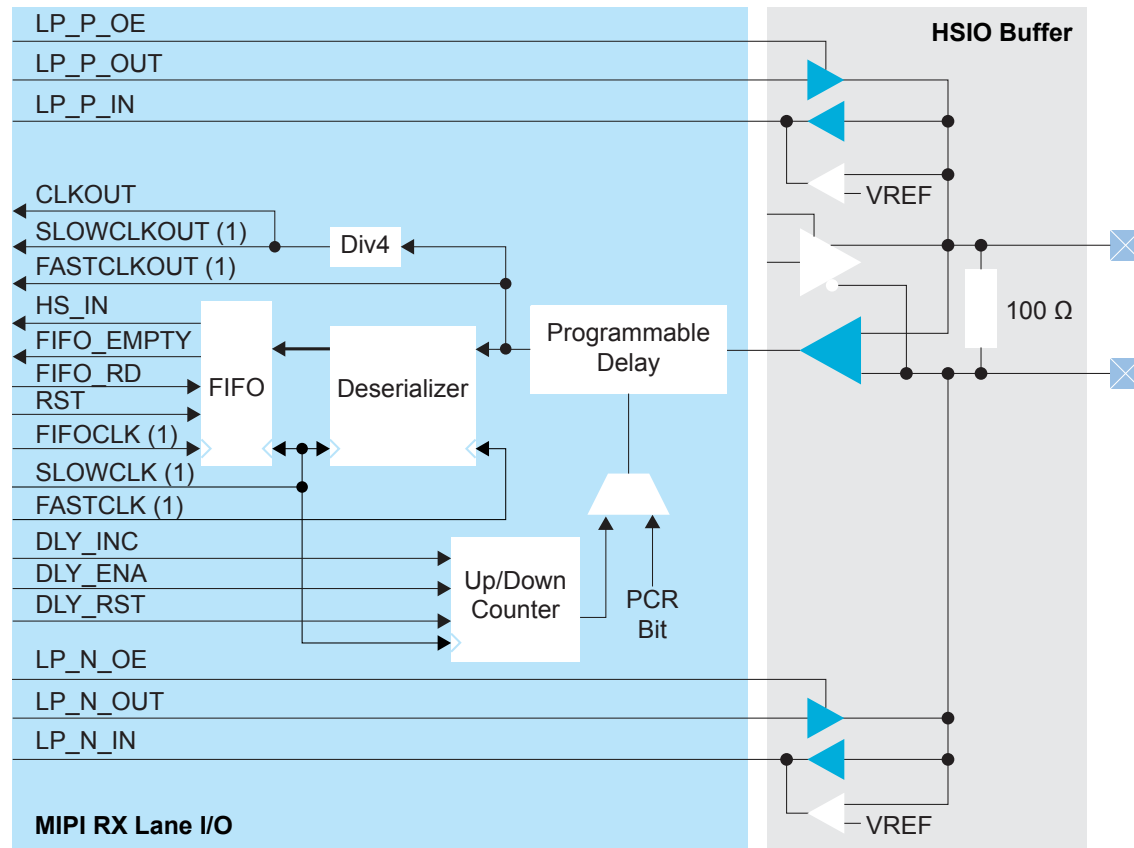 LP_P_OE
HSIO Buffer
LP_P_OUT
LP_P_IN
VREF
CLKOUT
SLOWCLKOUT (1)
Div4
FASTCLKOUT (1)
HS_IN
100 Ω
Programmable
Delay
FIFO_EMPTY
FIFO_RD
FIFO
Deserializer
RST
FIFOCLK (1)
SLOWCLK (1)
FASTCLK (1)
DLY_INC
DLY_ENA
Up/Down
Counter
PCR
Bit
DLY_RST
LP_N_OE
LP_N_OUT
LP_N_IN
MIPI RX Lane I/O
VREF